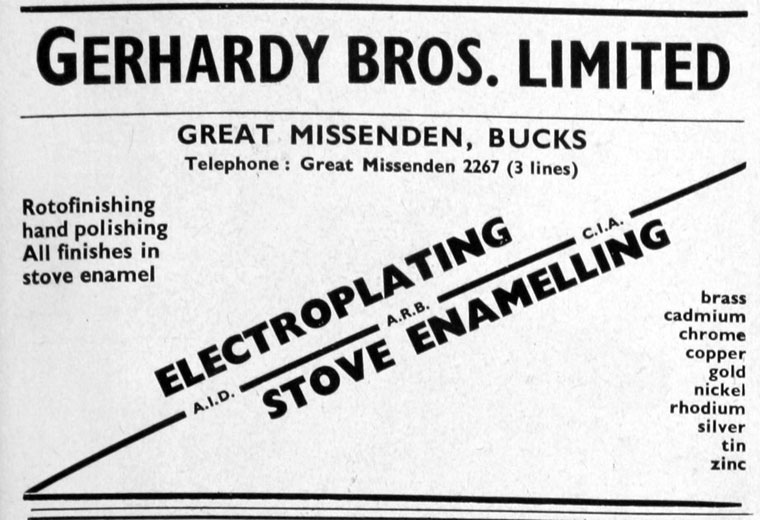 GERHARDY BROS. LIMITED
GREAT MISSENDEN, BUCKS
Telephone : Great Missenden 2267 (3 lines)
Rotofinishing
hand polishing
All finishes in
stove enamel
ELECTROPLATING
A.I.D. A.R.B. C.I.A.
STOVE ENAMELLING
brass
cadmium
chrome
copper
gold
nickel
rhodium
silver
tin
zinc